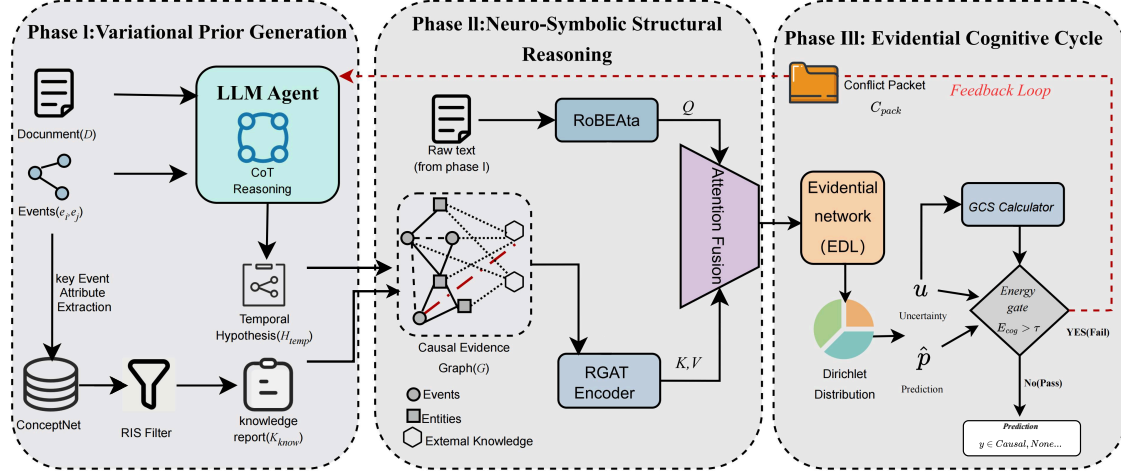 Phase l:Variational Prior Generation
LLM Agent
CoT
Reasoning
Docunment(D)
Events(e_i,e_j)
key Event
Attribute
Extraction
Temporal
Hypothesis(H_temp)
ConceptNet
RIS Filter
knowledge
report(K_know)
Phase ll:Neuro-Symbolic Structural
Reasoning
Raw text
(from phase I)
RoBEAta
Q
Attention Fusion
Causal Evidence
Graph(G)
RGAT
Encoder
K,V
Events
Entities
External Knowledge
Phase Ill: Evidential Cognitive Cycle
Conflict Packet
C_pack
Feedback Loop
Evidential
network
(EDL)
GCS Calculator
u
Uncertainty
Energy
gate
E_cog > τ
YES(Fail)
Dirichlet
Distribution
p̂
Prediction
No(Pass)
Prediction
y ∈ Causal, None...